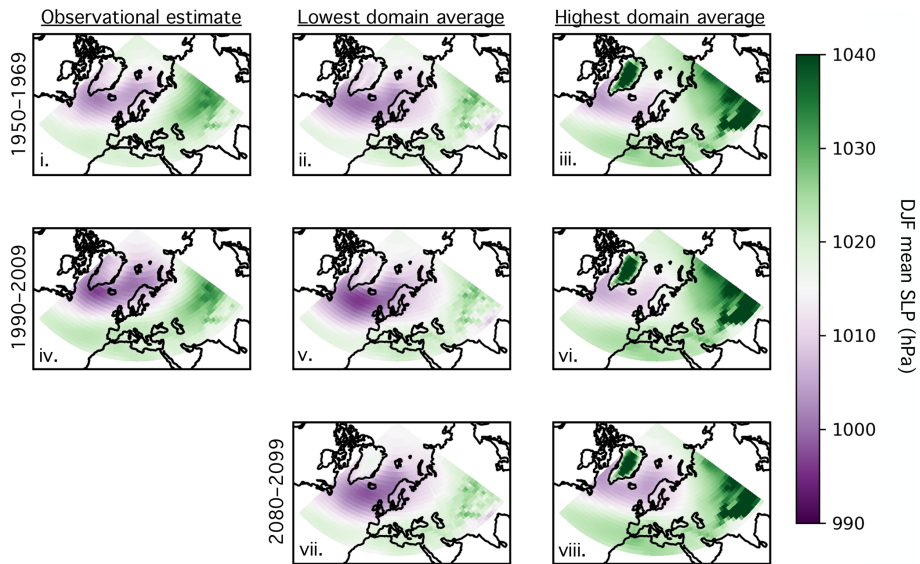 Observational estimate
Lowest domain average
Highest domain average
1950–1969
i.
ii.
iii.
1990–2009
iv.
v.
vi.
2080–2099
vii.
viii.
1040
1030
1020
1010
1000
990
DJF mean SLP (hPa)